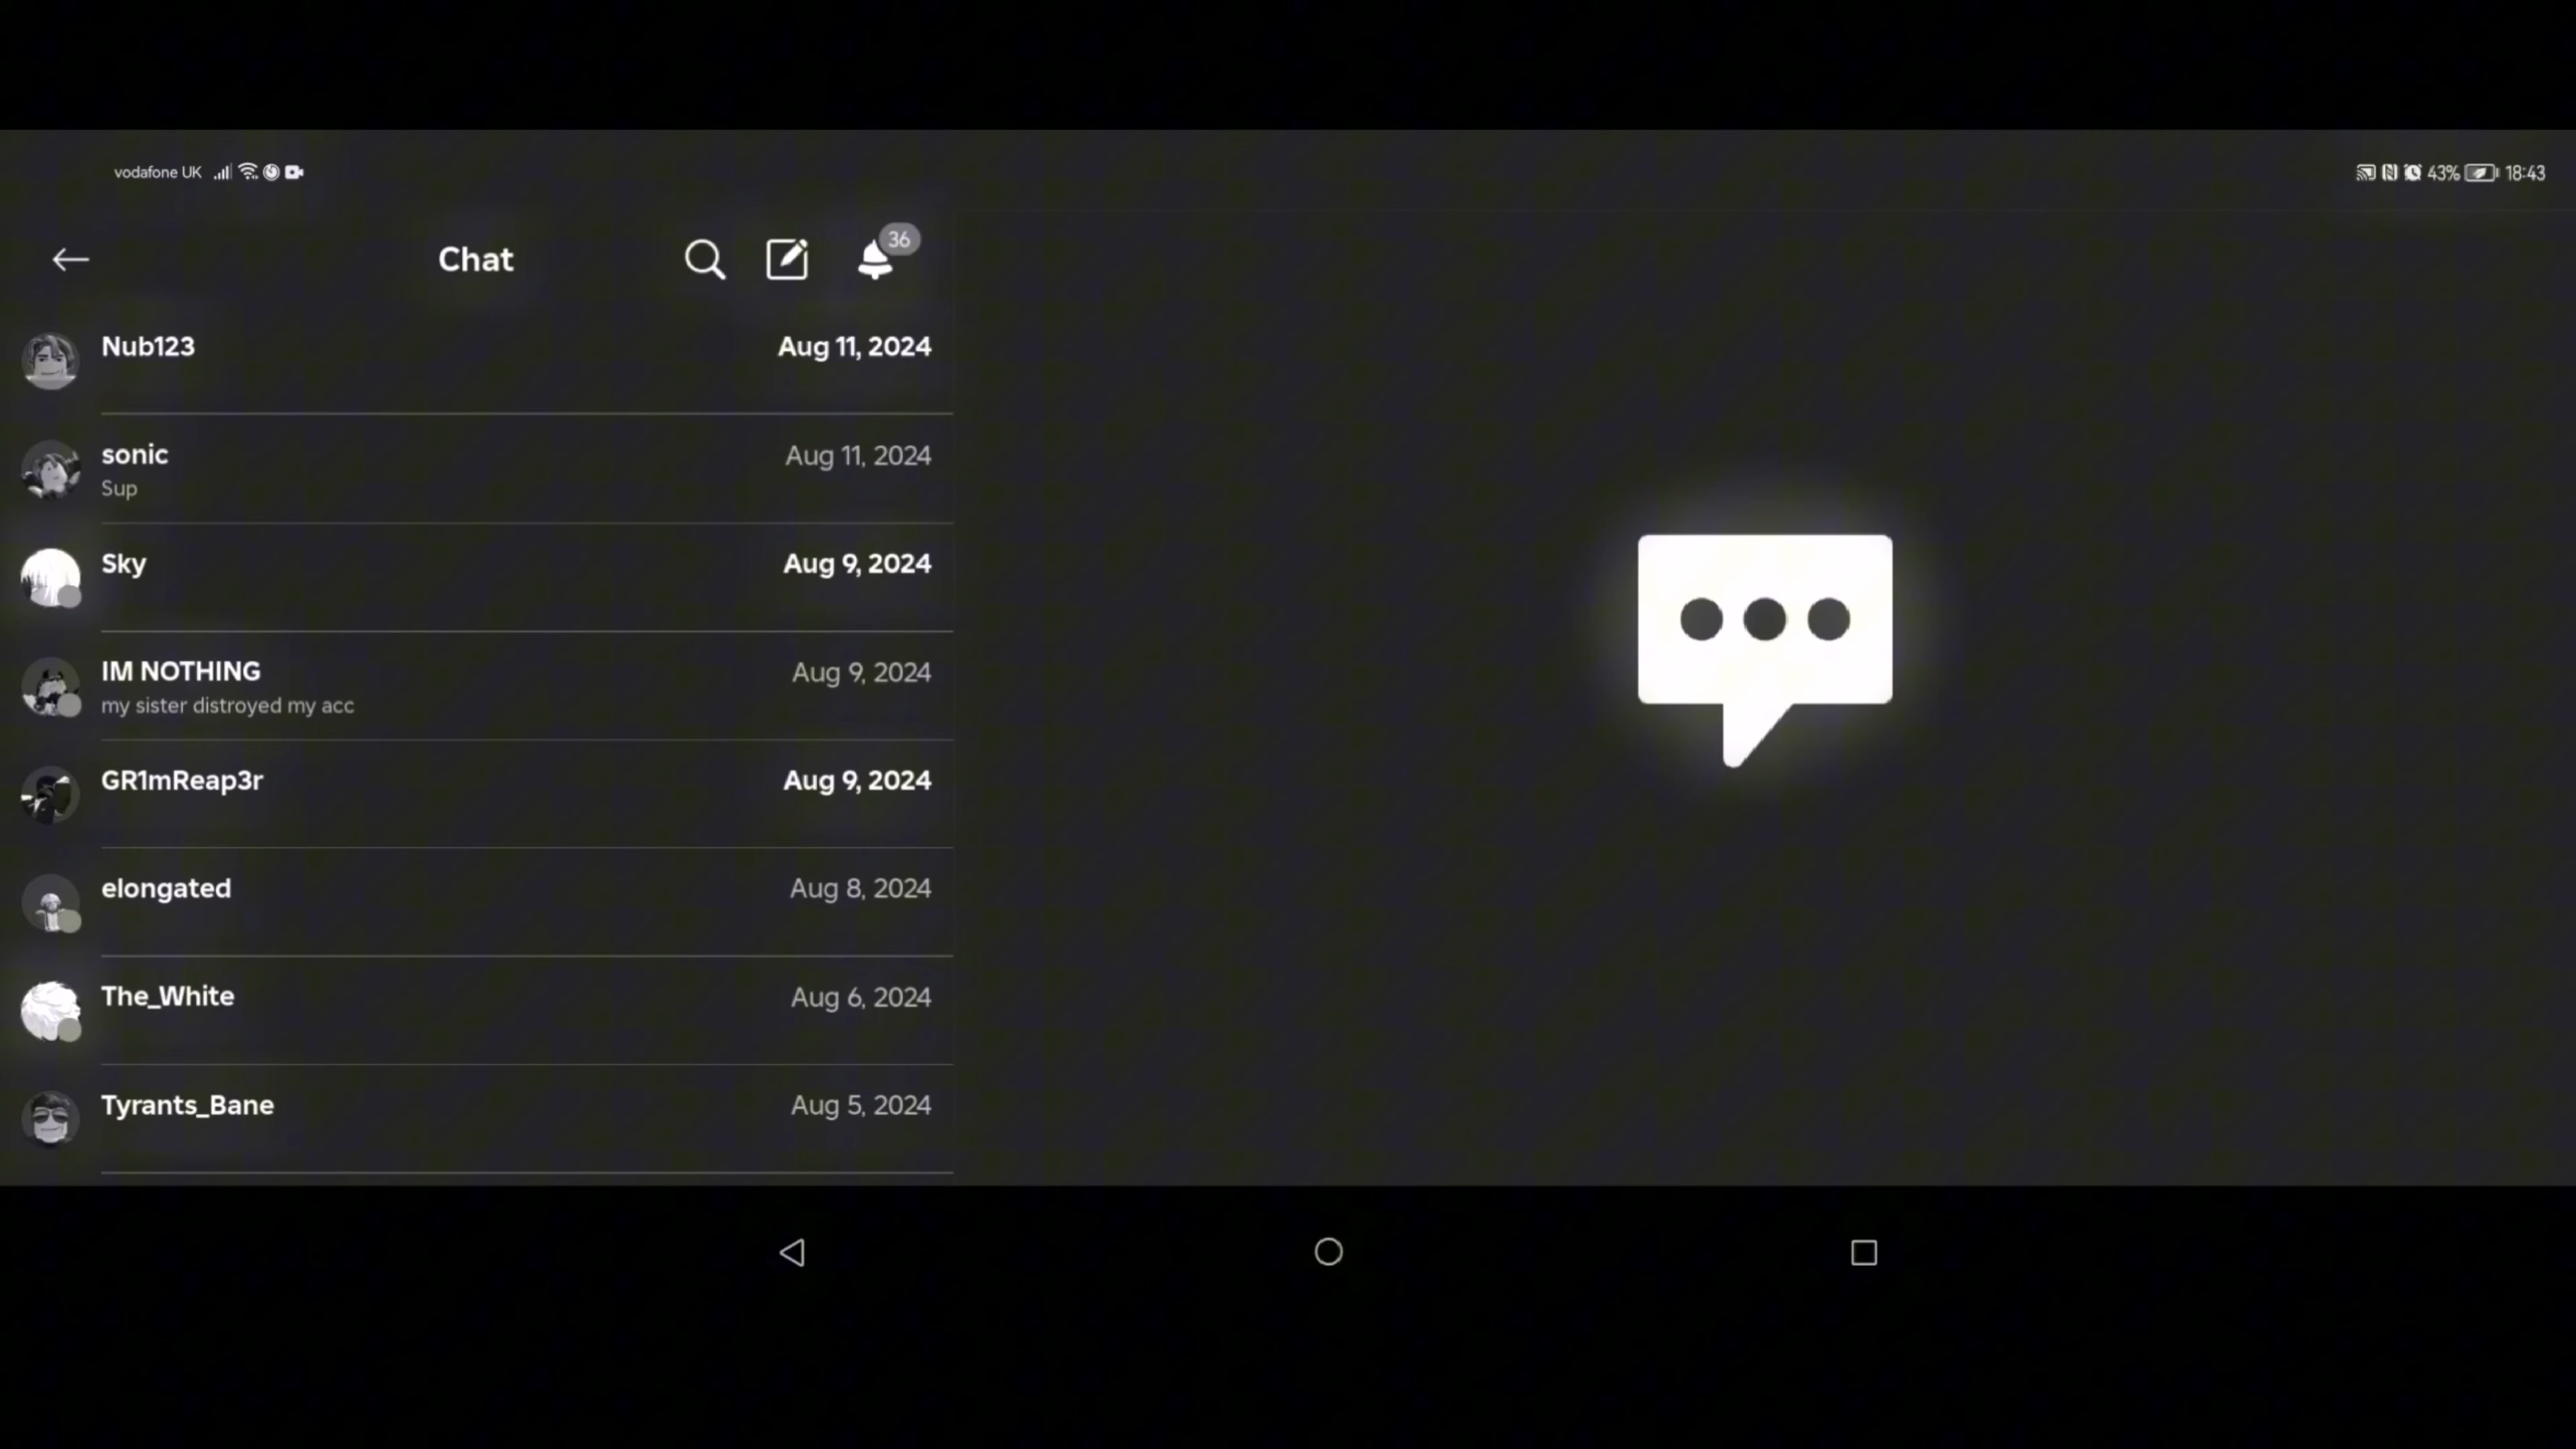 vodafone UK
43% 18:43
Chat
36
Nub123 Aug 11, 2024
sonic Aug 11, 2024
Sup
Sky Aug 9, 2024
IM NOTHING Aug 9, 2024
my sister distroyed my acc
GR1mReap3r Aug 9, 2024
elongated Aug 8, 2024
The_White Aug 6, 2024
Tyrants_Bane Aug 5, 2024